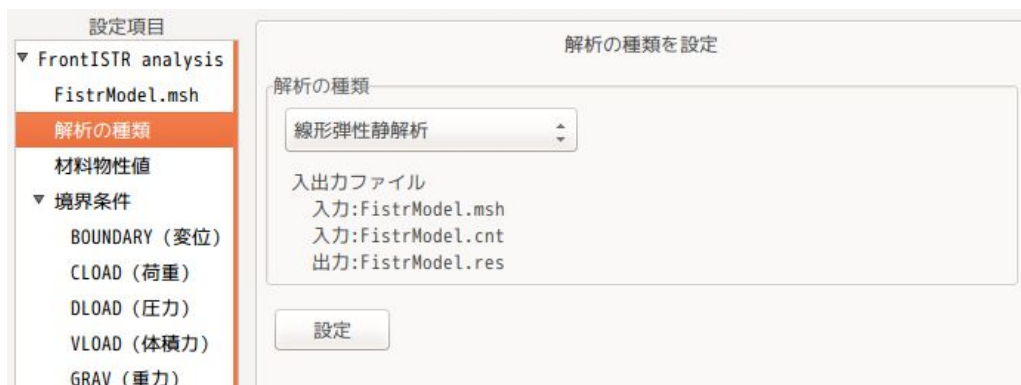 設定項目
▼ FrontISTR analysis
FistrModel.msh
解析の種類
材料物性値
▼ 境界条件
BOUNDARY (変位)
CLOAD (荷重)
DLOAD (圧力)
VLOAD (体積力)
GRAV (重力)
解析の種類を設定
解析の種類
線形弾性静解析
入出力ファイル
入力:FistrModel.msh
入力:FistrModel.cnt
出力:FistrModel.res
設定